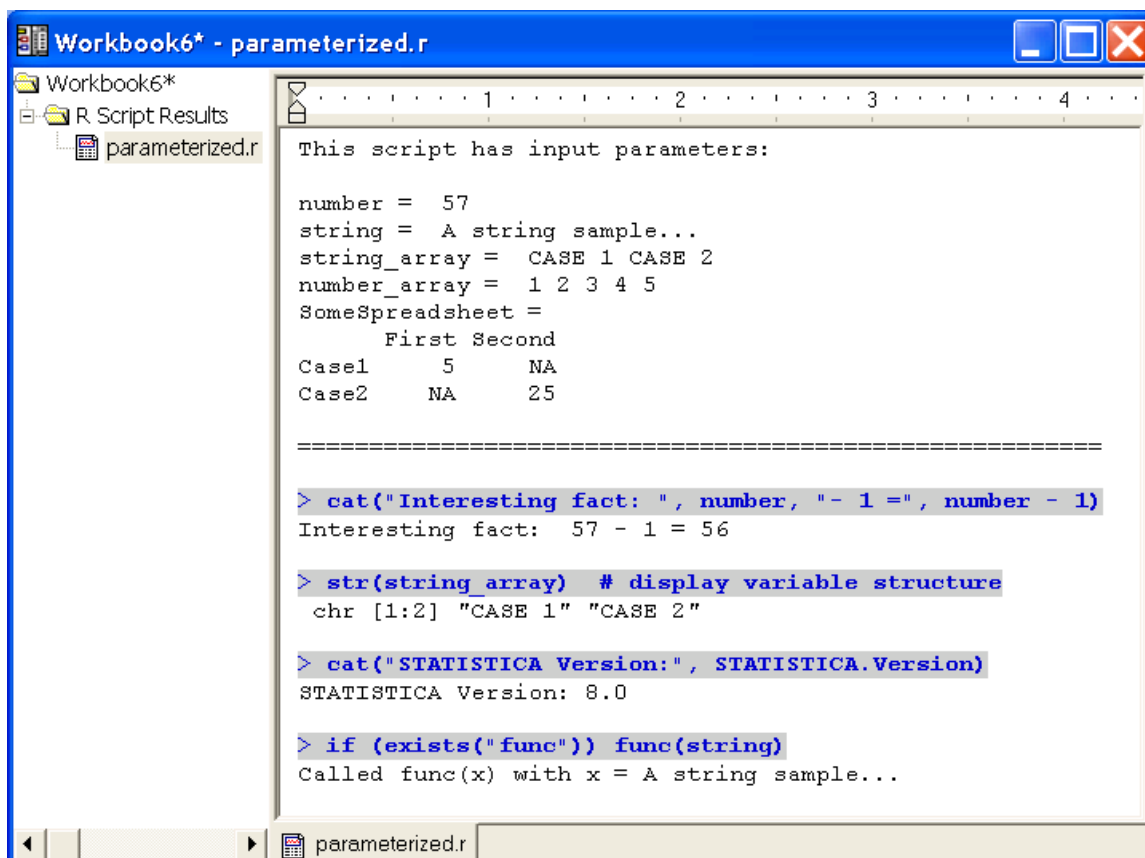 Workbook6* - parameterized.r
Workbook6*
R Script Results
parameterized.r
1 2 3 4
This script has input parameters:
number =  57
string =  A string sample...
string_array =  CASE 1 CASE 2
number_array =  1 2 3 4 5
SomeSpreadsheet =
      First Second
Case1     5     NA
Case2    NA     25
========================================================
> cat("Interesting fact: ", number, "- 1 =", number - 1)
Interesting fact:  57 - 1 = 56
> str(string_array)  # display variable structure
 chr [1:2] "CASE 1" "CASE 2"
> cat("STATISTICA Version:", STATISTICA.Version)
STATISTICA Version: 8.0
> if (exists("func")) func(string)
Called func(x) with x = A string sample...
parameterized.r